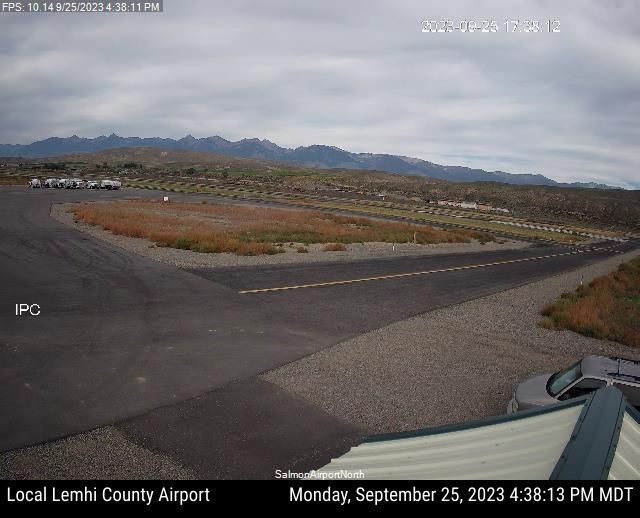 FPS: 10.14 9/25/2023 4:38:11 PM
2023-09-25 17:38:12
IPC
SalmonAirportNorth
Local Lemhi County Airport
Monday, September 25, 2023 4:38:13 PM MDT